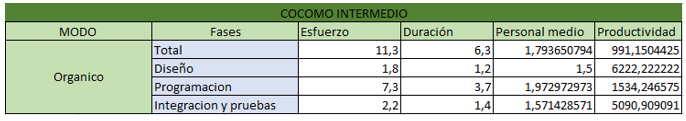 COCOMO INTERMEDIO
MODO Fases Esfuerzo Duración Personal medio Productividad
Organico
Total 11,3 6,3 1,793650794 991,1504425
Diseño 1,8 1,2 1,5 6222,222222
Programacion 7,3 3,7 1,972972973 1534,246575
Integracion y pruebas 2,2 1,4 1,571428571 5090,909091